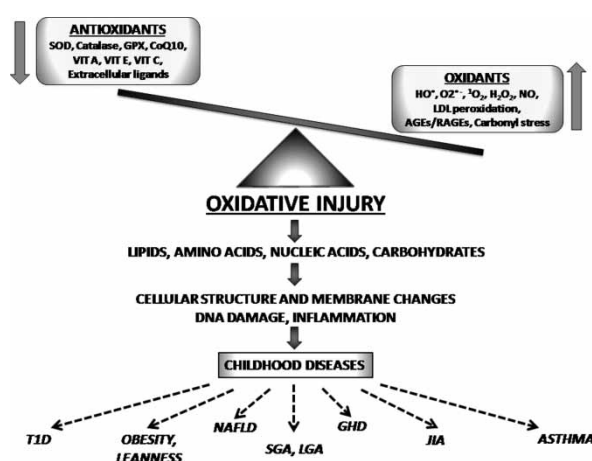 ANTIOXIDANTS
SOD, Catalase, GPX, CoQ10,
VIT A, VIT E, VIT C,
Extracellular ligands
OXIDANTS
HO•, O2•-, ¹O₂, H₂O₂, NO,
LDL peroxidation,
AGEs/RAGEs, Carbonyl stress
OXIDATIVE INJURY
LIPIDS, AMINO ACIDS, NUCLEIC ACIDS, CARBOHYDRATES
CELLULAR STRUCTURE AND MEMBRANE CHANGES
DNA DAMAGE, INFLAMMATION
CHILDHOOD DISEASES
T1D
OBESITY,
LEANNESS
NAFLD
SGA, LGA
GHD
JIA
ASTHMA